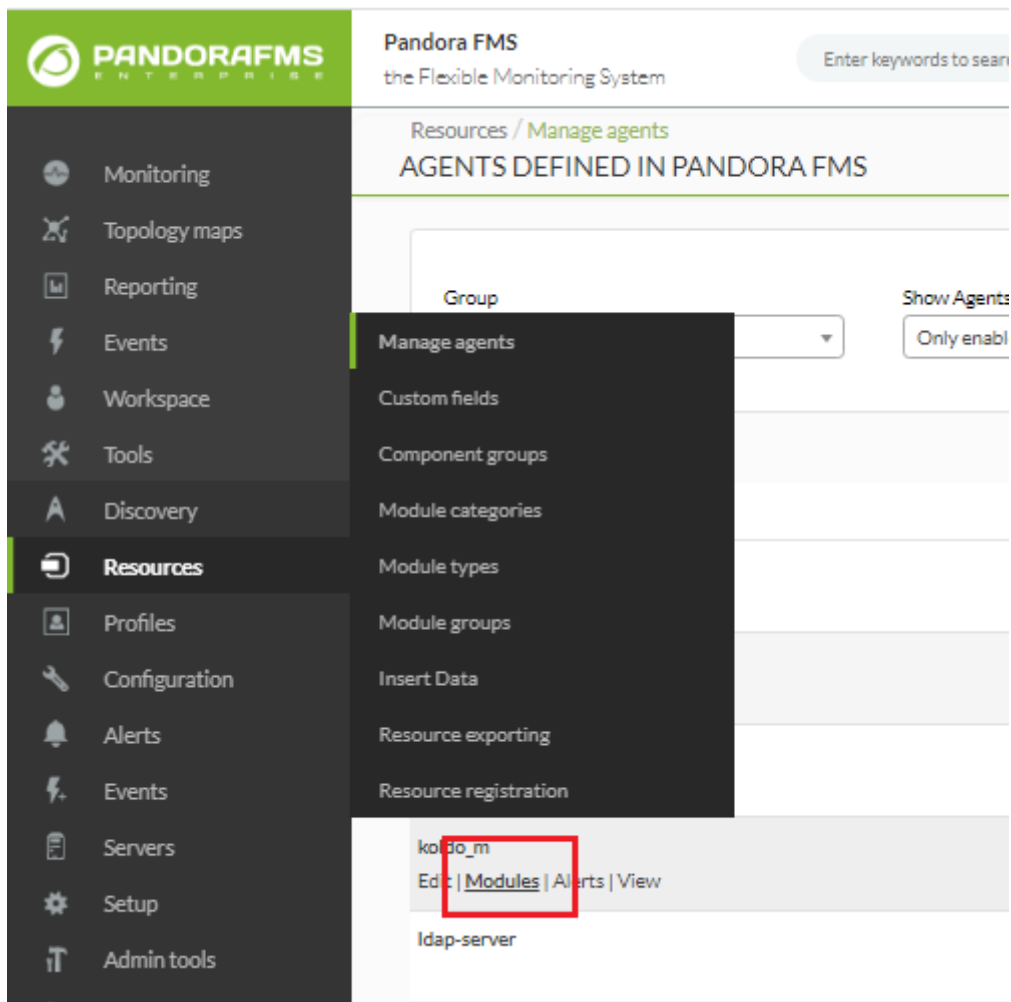 PANDORAFMS
ENTERPRISE
Pandora FMS
the Flexible Monitoring System
Enter keywords to sear
Resources / Manage agents
AGENTS DEFINED IN PANDORA FMS
Monitoring
Topology maps
Reporting
Events
Workspace
Tools
Discovery
Resources
Profiles
Configuration
Alerts
Events
Servers
Setup
Admin tools
Group
Show Agents
Only enabl
Manage agents
Custom fields
Component groups
Module categories
Module types
Module groups
Insert Data
Resource exporting
Resource registration
koldo_m
Edit | Modules | Alerts | View
ldap-server